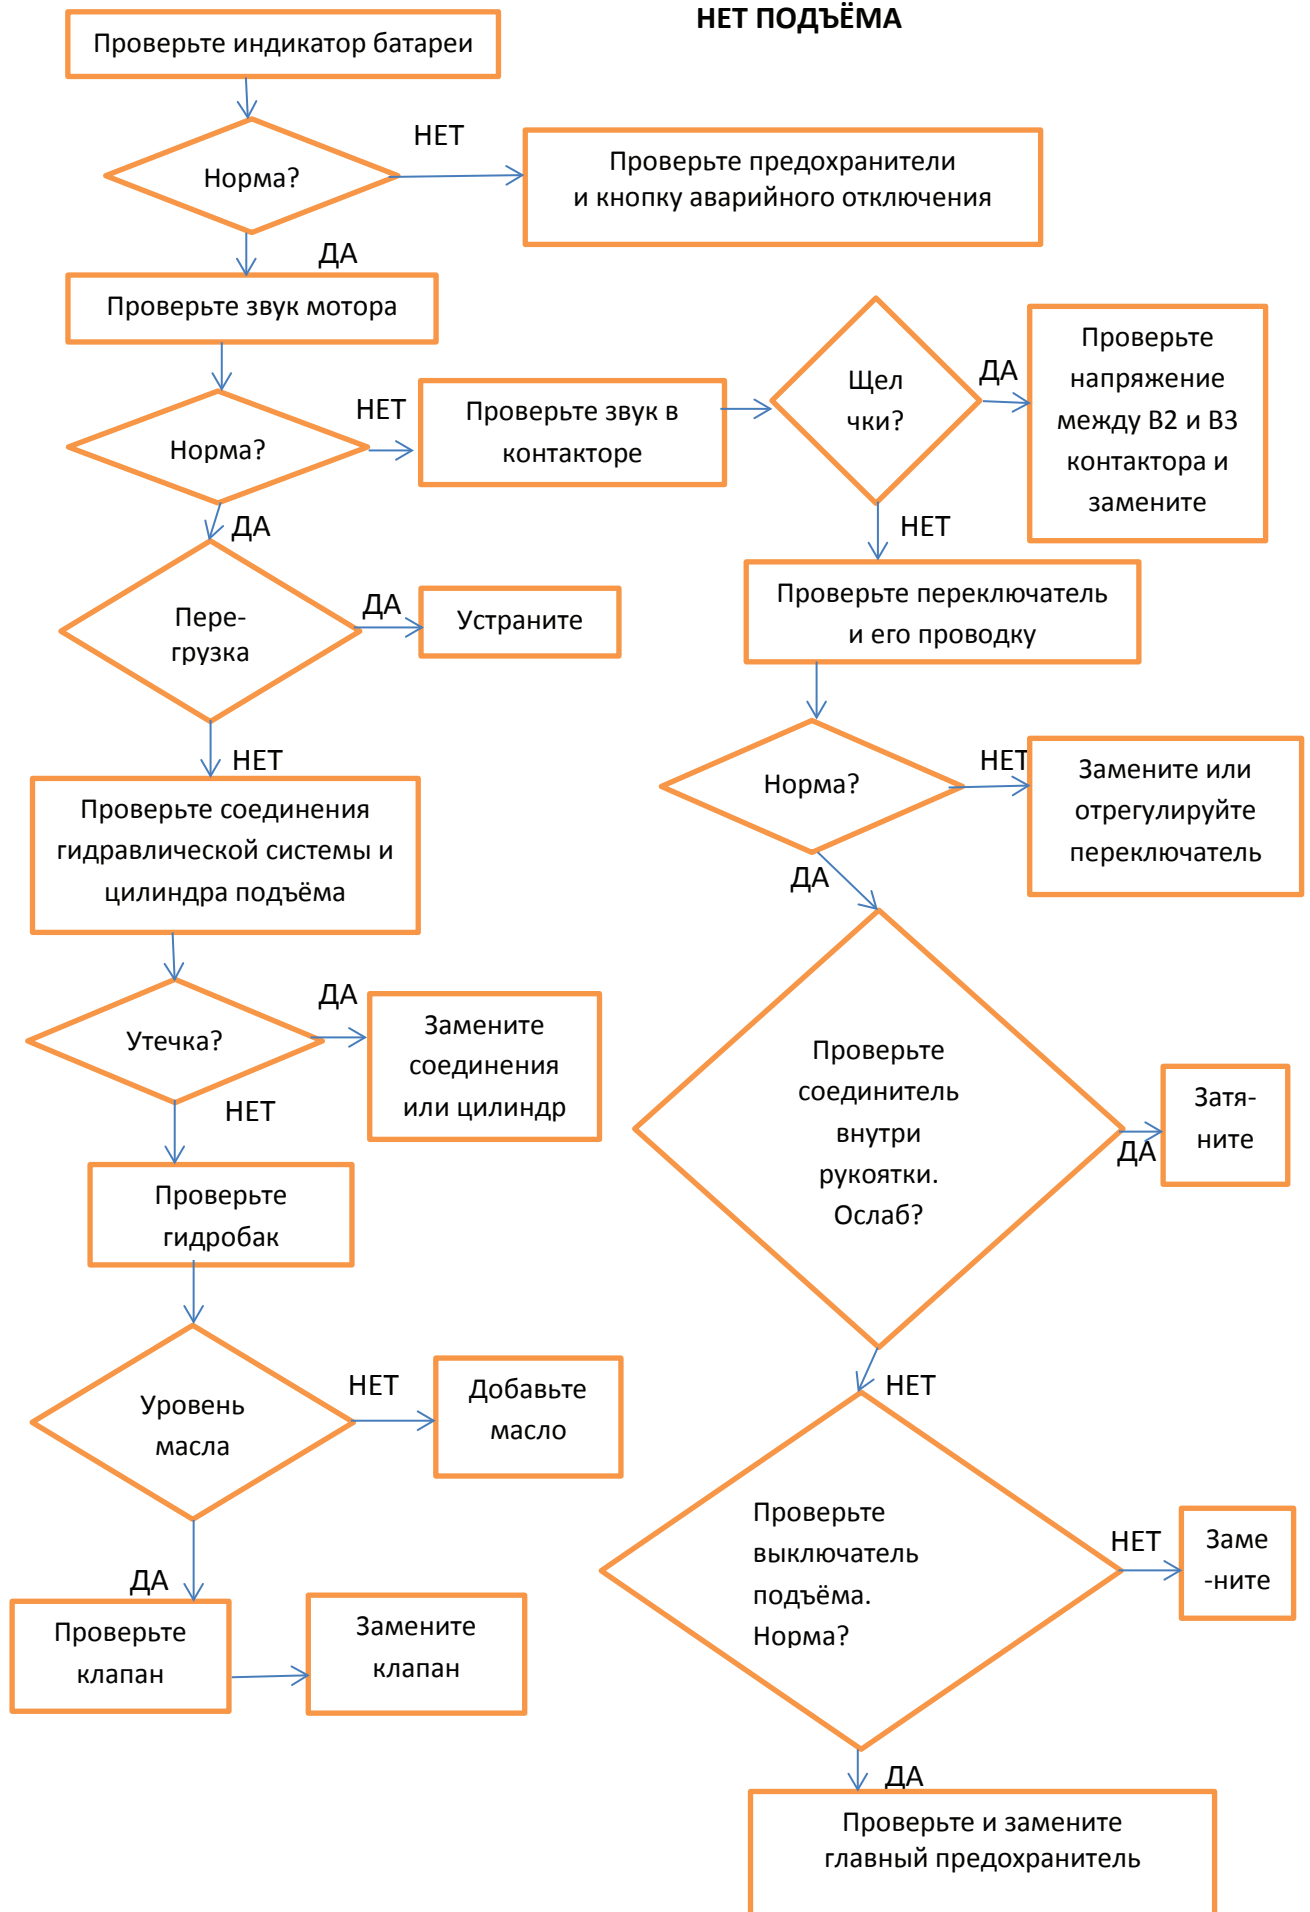 НЕТ ПОДЪЁМА
Проверьте индикатор батареи
Норма?
НЕТ
Проверьте предохранители
и кнопку аварийного отключения
ДА
Проверьте звук мотора
Норма?
НЕТ
Проверьте звук в
контакторе
Щел
чки?
ДА
Проверьте
напряжение
между В2 и В3
контактора и
замените
ДА
НЕТ
Пере-
грузка
ДА
Устраните
Проверьте переключатель
и его проводку
НЕТ
Проверьте соединения
гидравлической системы и
цилиндра подъёма
Норма?
НЕТ
Замените или
отрегулируйте
переключатель
ДА
Утечка?
ДА
Замените
соединения
или цилиндр
НЕТ
Проверьте
соединитель
внутри
рукоятки.
Ослаб?
ДА
Затя-
ните
Проверьте
гидробак
НЕТ
Уровень
масла
НЕТ
Добавьте
масло
Проверьте
выключатель
подъёма.
Норма?
НЕТ
Заме
-ните
ДА
Проверьте
клапан
Замените
клапан
ДА
Проверьте и замените
главный предохранитель